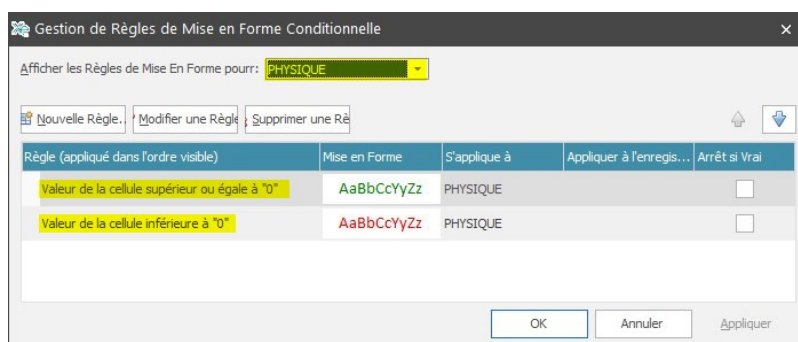 Gestion de Règles de Mise en Forme Conditionnelle
Afficher les Règles de Mise En Forme pourr: PHYSIQUE
Nouvelle Règle.. Modifier une Règle Supprimer une Rè
Règle (appliqué dans l'ordre visible) Mise en Forme S'applique à Appliquer à l'enregis... Arrêt si Vrai
Valeur de la cellule supérieur ou égale à "0" AaBbCcYyZz PHYSIQUE
Valeur de la cellule inférieure à "0" AaBbCcYyZz PHYSIQUE
OK Annuler Appliquer